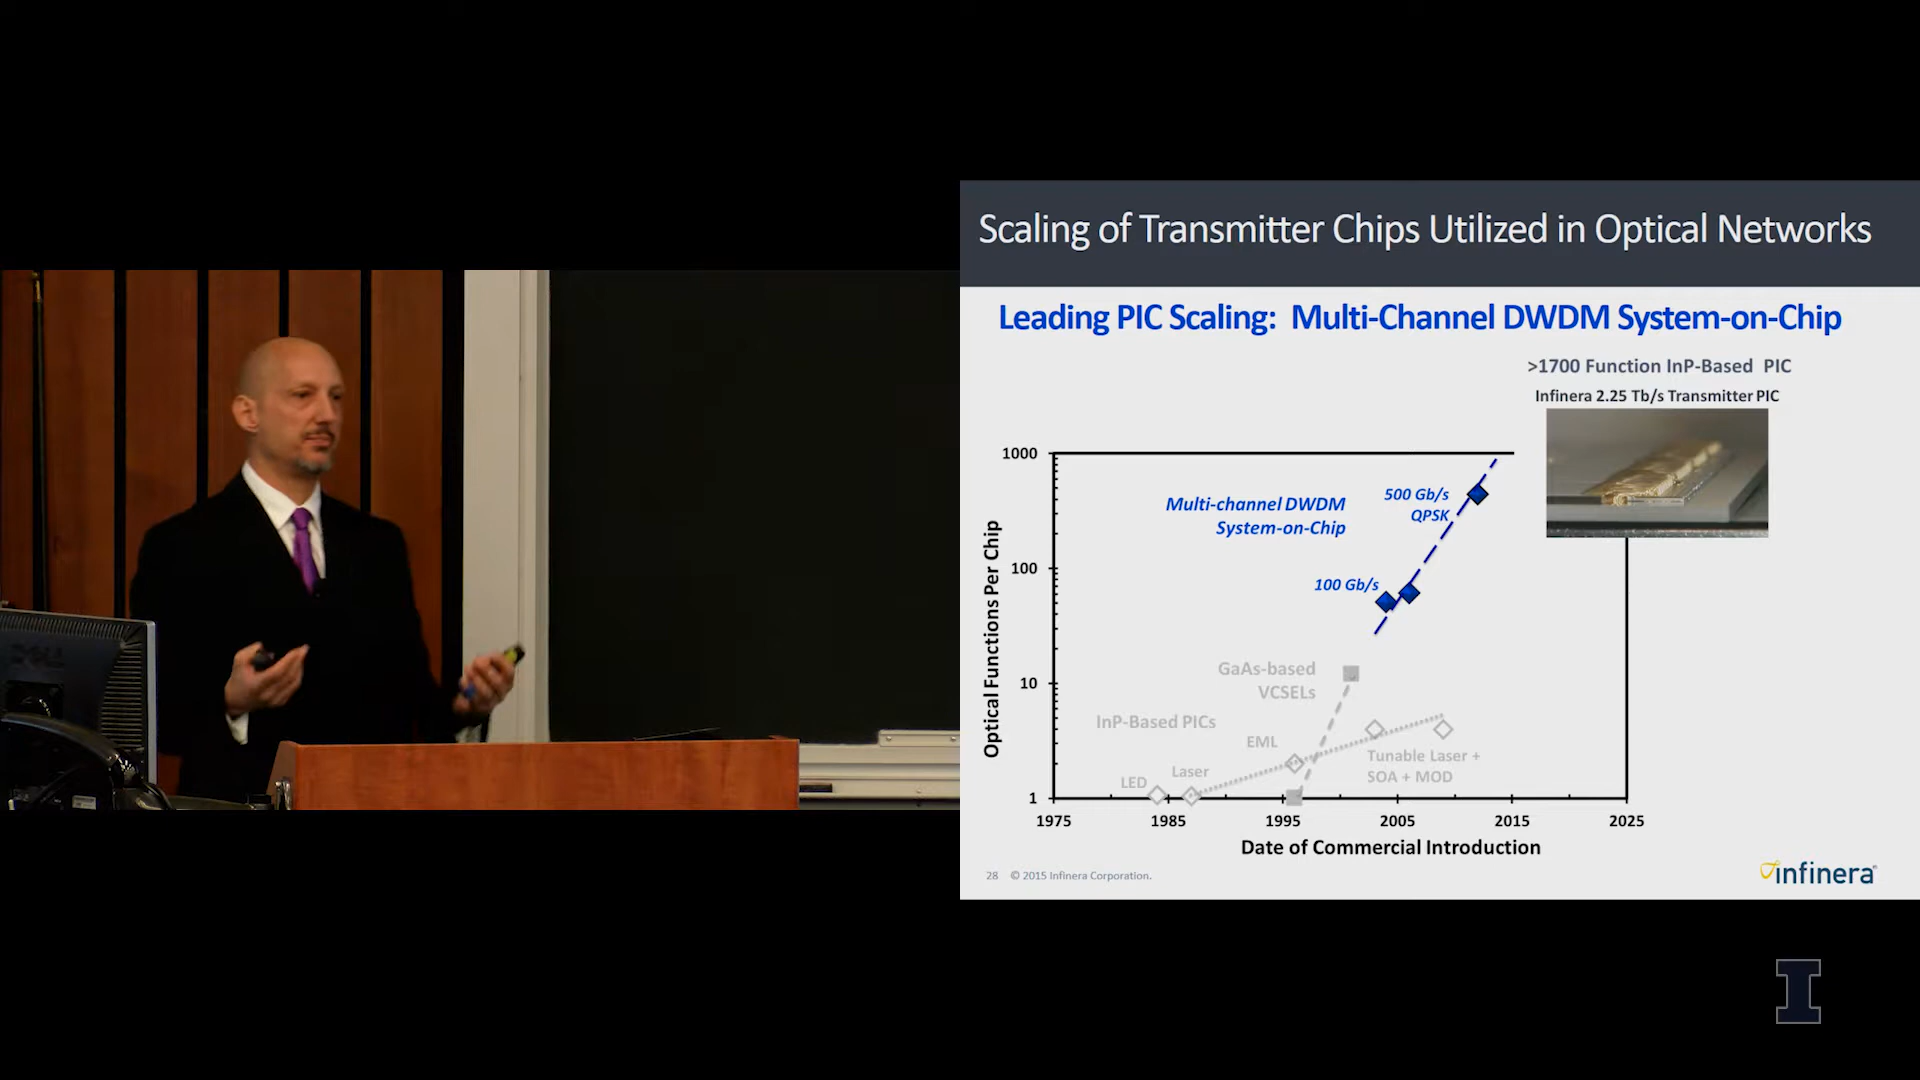 DELL
Scaling of Transmitter Chips Utilized in Optical Networks
Leading PIC Scaling: Multi-Channel DWDM System-on-Chip
>1700 Function InP-Based PIC
Infinera 2.25 Tb/s Transmitter PIC
1000
100
10
1
Optical Functions Per Chip
Multi-channel DWDM
System-on-Chip
500 Gb/s
QPSK
100 Gb/s
GaAs-based
VCSELs
InP-Based PICs
EML
Tunable Laser +
SOA + MOD
Laser
LED
1975
1985
1995
2005
2015
2025
Date of Commercial Introduction
28 © 2015 Infinera Corporation.
infinera
I